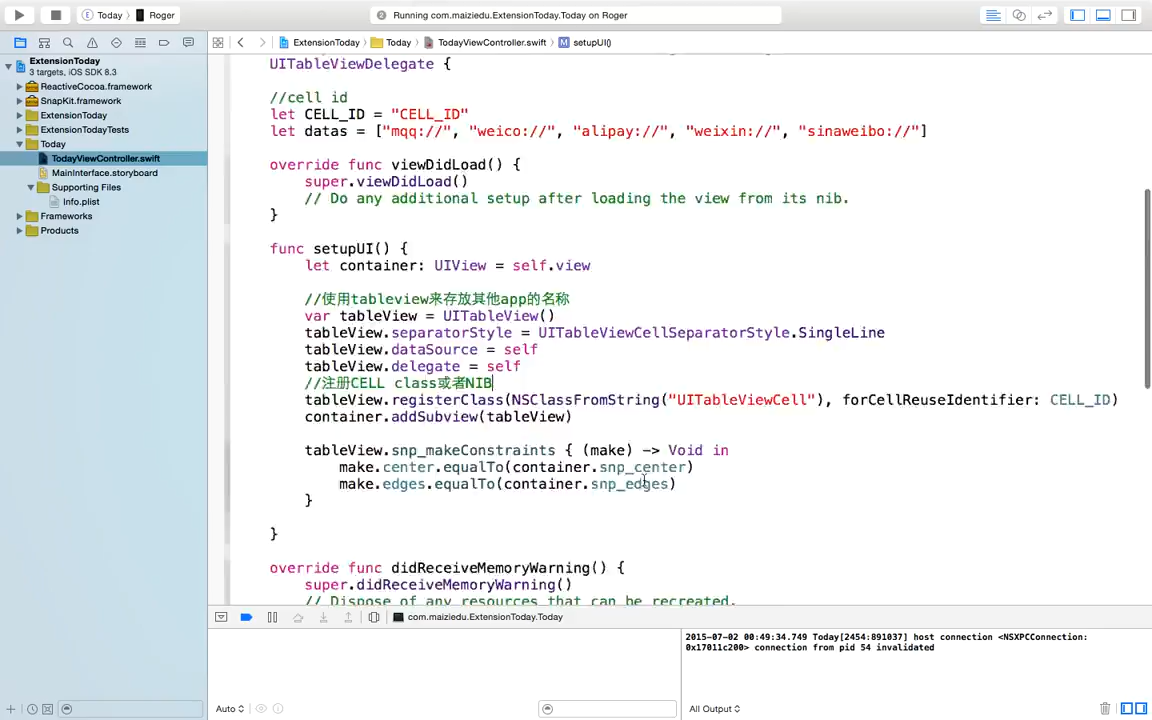 Today › Roger
Running com.maiziedu.ExtensionToday.Today on Roger
ExtensionToday
3 targets, iOS SDK 8.3
ReactiveCocoa.framework
SnapKit.framework
ExtensionToday
ExtensionTodayTests
Today
TodayViewController.swift
MainInterface.storyboard
Supporting Files
Info.plist
Frameworks
Products
ExtensionToday › Today › TodayViewController.swift › M setupUI()
UITableViewDelegate {
//cell id
let CELL_ID = "CELL_ID"
let datas = ["mqq://", "weico://", "alipay://", "weixin://", "sinaweibo://"]
override func viewDidLoad() {
super.viewDidLoad()
// Do any additional setup after loading the view from its nib.
}
func setupUI() {
let container: UIView = self.view
//使用tableview来存放其他app的名称
var tableView = UITableView()
tableView.separatorStyle = UITableViewCellSeparatorStyle.SingleLine
tableView.dataSource = self
tableView.delegate = self
//注册CELL class或者NIB
tableView.registerClass(NSClassFromString("UITableViewCell"), forCellReuseIdentifier: CELL_ID)
container.addSubview(tableView)
tableView.snp_makeConstraints { (make) -> Void in
make.center.equalTo(container.snp_center)
make.edges.equalTo(container.snp_edges)
}
}
override func didReceiveMemoryWarning() {
super.didReceiveMemoryWarning()
// Dispose of any resources that can be recreated.
com.maiziedu.ExtensionToday.Today
2015-07-02 00:49:34.749 Today[2454:891037] host connection <NSXPCConnection:
0x17011c200> connection from pid 54 invalidated
Auto
All Output